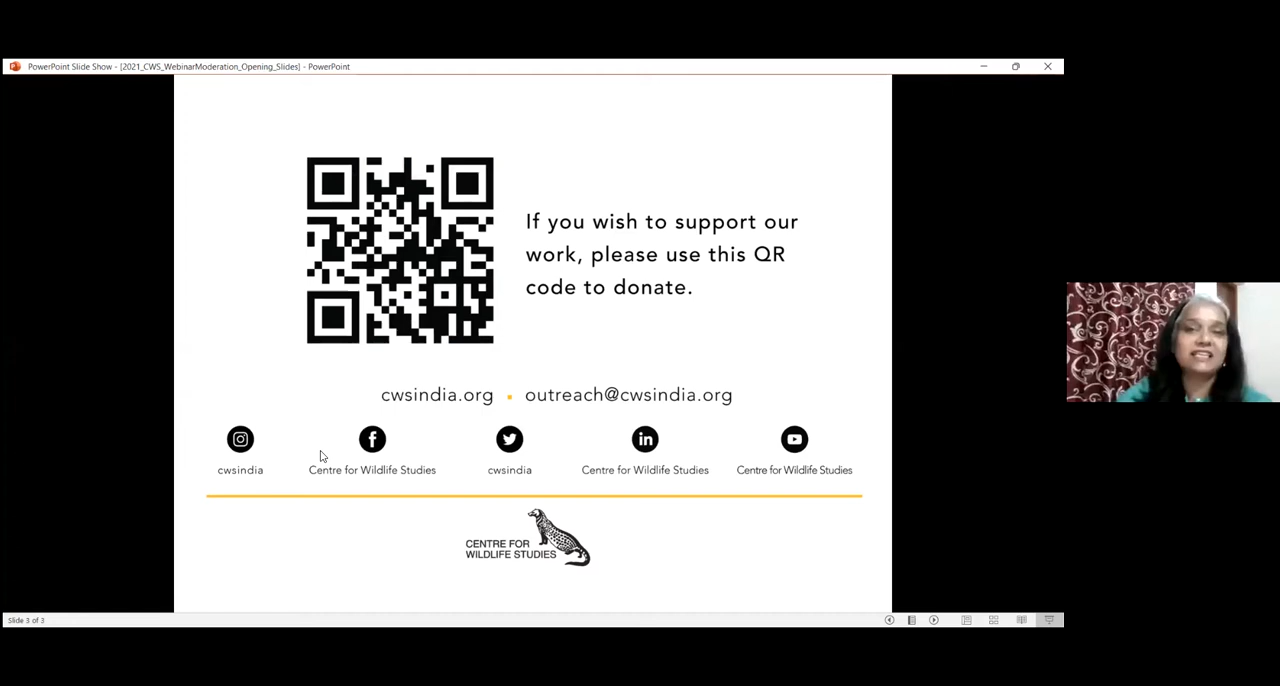 PowerPoint Slide Show - [2021_CWS_WebinarModeration_Opening_Slides] - PowerPoint
If you wish to support our
work, please use this QR
code to donate.
cwsindia.org
outreach@cwsindia.org
cwsindia
Centre for Wildlife Studies
cwsindia
Centre for Wildlife Studies
Centre for Wildlife Studies
CENTRE FOR
WILDLIFE STUDIES
Slide 3 of 3